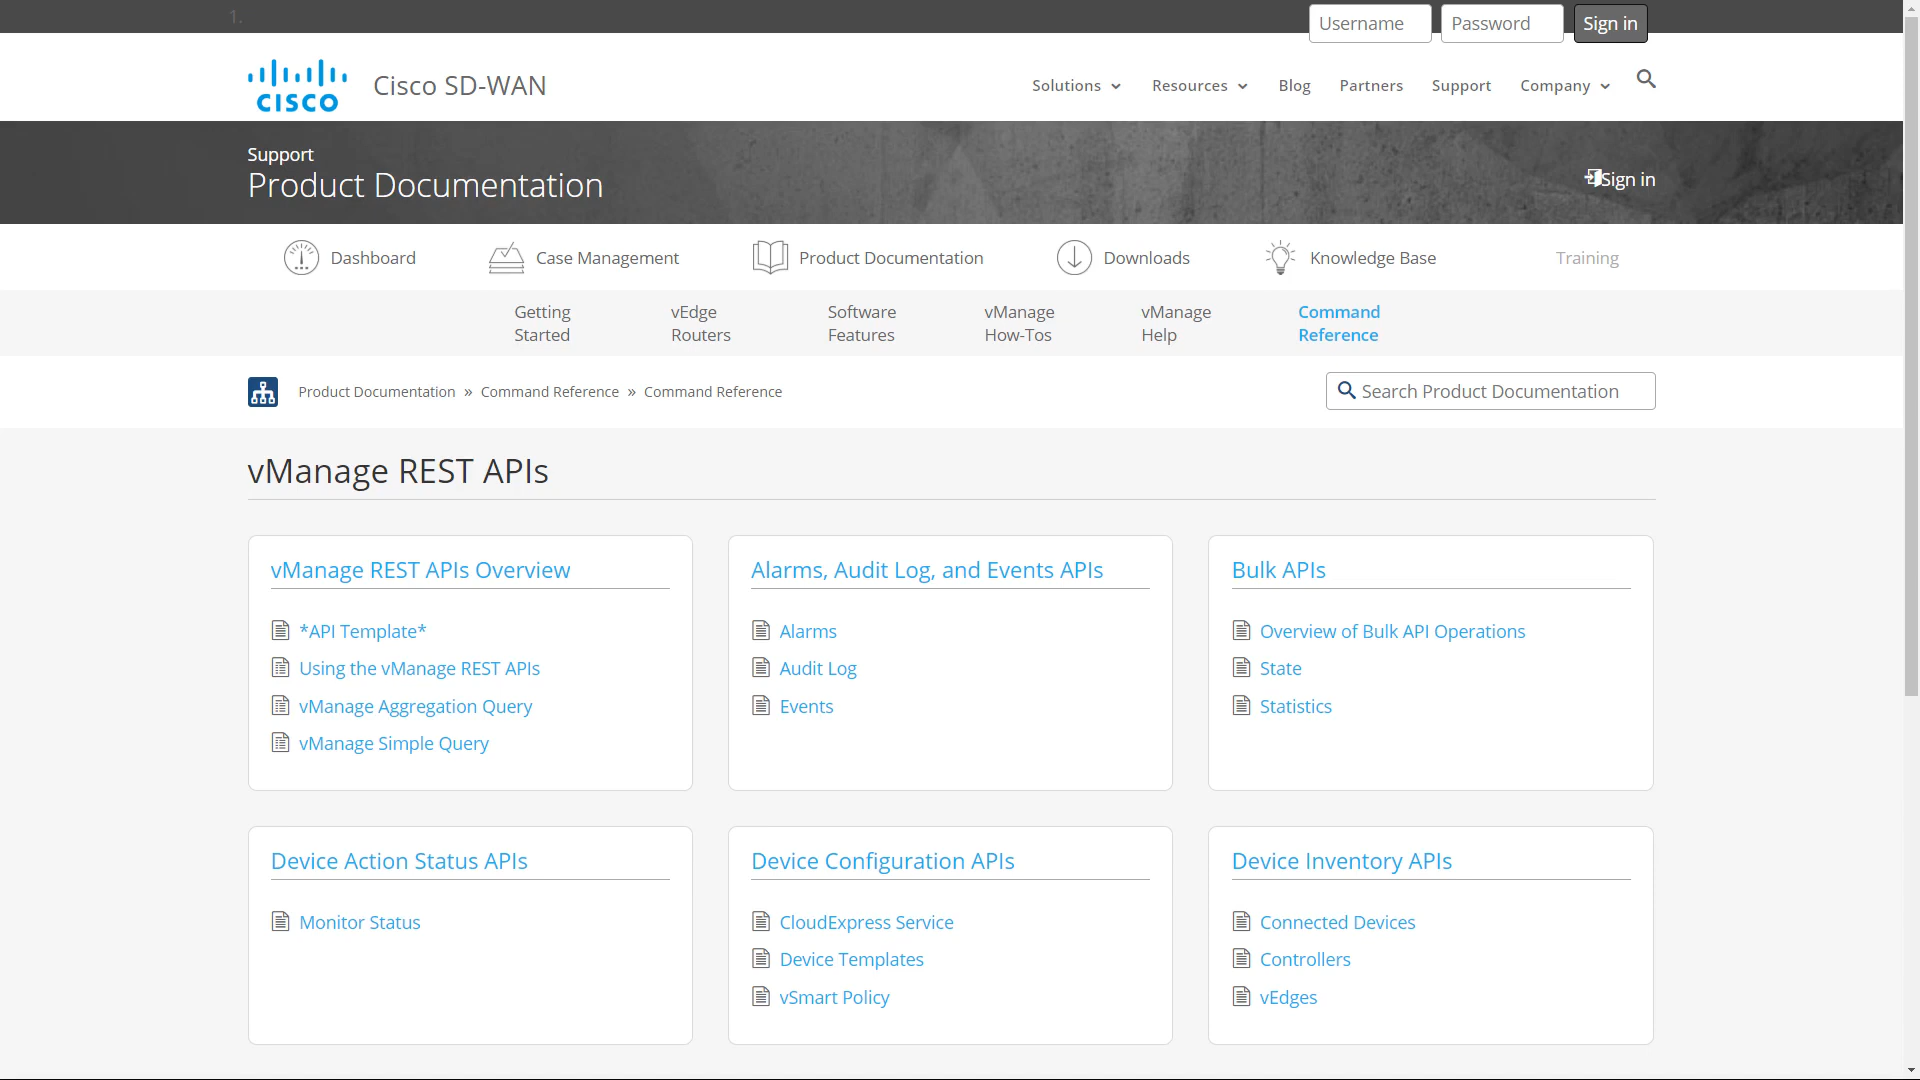 1.
Username Password Sign in
CISCO Cisco SD-WAN
Solutions Resources Blog Partners Support Company
Support
Product Documentation
Sign in
Dashboard Case Management Product Documentation Downloads Knowledge Base Training
Getting Started
vEdge Routers
Software Features
vManage How-Tos
vManage Help
Command Reference
Product Documentation » Command Reference » Command Reference
Search Product Documentation
vManage REST APIs
vManage REST APIs Overview
*API Template*
Using the vManage REST APIs
vManage Aggregation Query
vManage Simple Query
Alarms, Audit Log, and Events APIs
Alarms
Audit Log
Events
Bulk APIs
Overview of Bulk API Operations
State
Statistics
Device Action Status APIs
Monitor Status
Device Configuration APIs
CloudExpress Service
Device Templates
vSmart Policy
Device Inventory APIs
Connected Devices
Controllers
vEdges